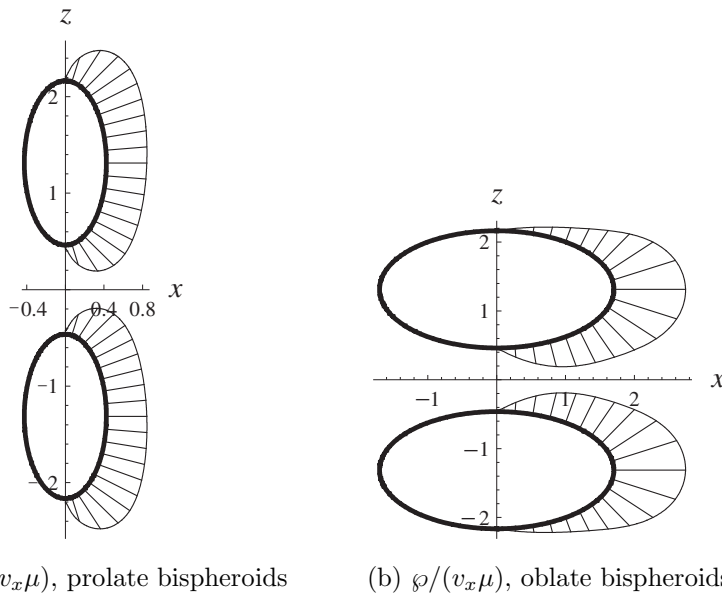 z
2
1
−0.4
0.4 0.8
x
−1
−2
z
2
1
−1
1
2
x
−1
−2
v_xμ), prolate bispheroids
(b) ℘/(v_xμ), oblate bispheroids